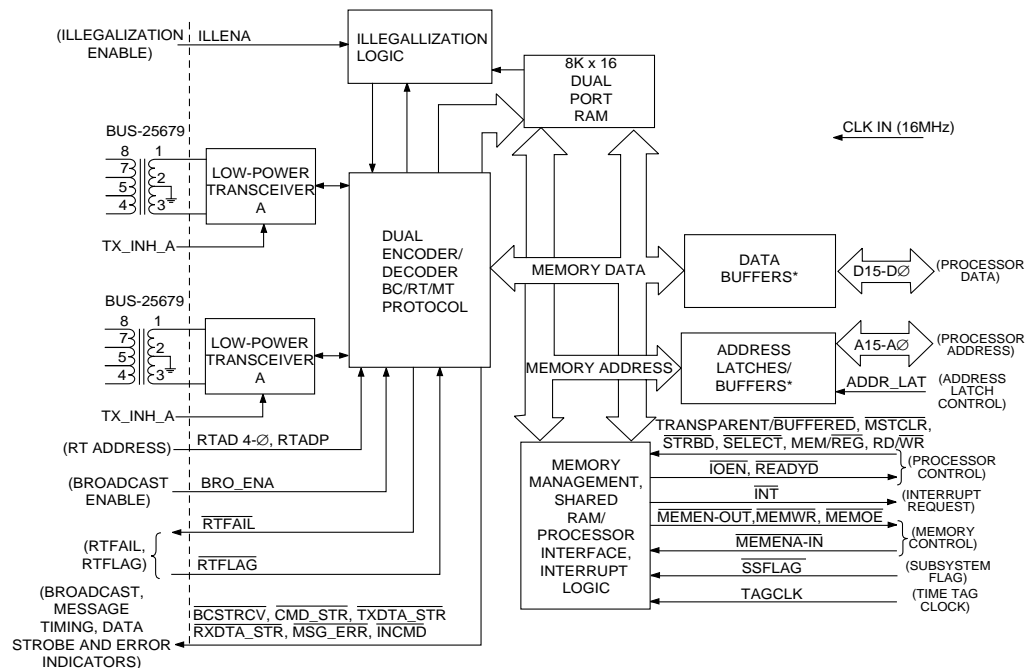 (ILLEGALIZATION
ENABLE)
ILLENA
ILLEGALLIZATION
LOGIC
8K x 16
DUAL
PORT
RAM
CLK IN (16MHz)
BUS-25679
8
7
5
4
1
2
3
LOW-POWER
TRANSCEIVER
A
TX_INH_A
DUAL
ENCODER/
DECODER
BC/RT/MT
PROTOCOL
MEMORY DATA
DATA
BUFFERS*
D15-DØ
(PROCESSOR
DATA)
BUS-25679
8
7
5
4
1
2
3
LOW-POWER
TRANSCEIVER
A
TX_INH_A
MEMORY ADDRESS
ADDRESS
LATCHES/
BUFFERS*
A15-AØ
(PROCESSOR
ADDRESS)
ADDR_LAT
(ADDRESS
LATCH
CONTROL)
(RT ADDRESS)
RTAD 4-Ø, RTADP
(BROADCAST
ENABLE)
BRO_ENA
(RTFAIL,
RTFLAG)
RTFAIL
RTFLAG
(BROADCAST,
MESSAGE
TIMING, DATA
STROBE AND ERROR
INDICATORS)
BCSTRCV, CMD_STR, TXDTA_STR
RXDTA_STR, MSG_ERR, INCMD
MEMORY
MANAGEMENT,
SHARED
RAM/
PROCESSOR
INTERFACE,
INTERRUPT
LOGIC
TRANSPARENT/BUFFERED, MSTCLR,
STRBD, SELECT, MEM/REG, RD/WR
IOEN, READYD
(PROCESSOR
CONTROL)
INT
(INTERRUPT
REQUEST)
MEMEN-OUT,MEMWR, MEMOE
MEMENA-IN
(MEMORY
CONTROL)
SSFLAG
(SUBSYSTEM
FLAG)
TAGCLK
(TIME TAG
CLOCK)